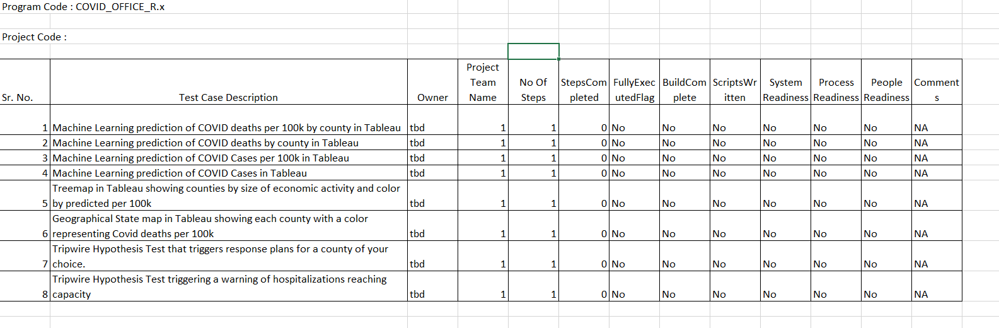 Program Code : COVID_OFFICE_R.x
Project Code :
Sr. No. Test Case Description Owner Project Team Name No Of Steps StepsCompleted FullyExecutedFlag BuildComplete ScriptsWritten System Readiness Process Readiness People Readiness Comments
1 Machine Learning prediction of COVID deaths per 100k by county in Tableau tbd 1 1 0 No No No No No No NA
2 Machine Learning prediction of COVID deaths by county in Tableau tbd 1 1 0 No No No No No No NA
3 Machine Learning prediction of COVID Cases per 100k in Tableau tbd 1 1 0 No No No No No No NA
4 Machine Learning prediction of COVID Cases in Tableau tbd 1 1 0 No No No No No No NA
Treemap in Tableau showing counties by size of economic activity and color
5 by predicted per 100k tbd 1 1 0 No No No No No No NA
Geographical State map in Tableau showing each county with a color
6 representing Covid deaths per 100k tbd 1 1 0 No No No No No No NA
Tripwire Hypothesis Test that triggers response plans for a county of your
7 choice. tbd 1 1 0 No No No No No No NA
Tripwire Hypothesis Test triggering a warning of hospitalizations reaching
8 capacity tbd 1 1 0 No No No No No No NA